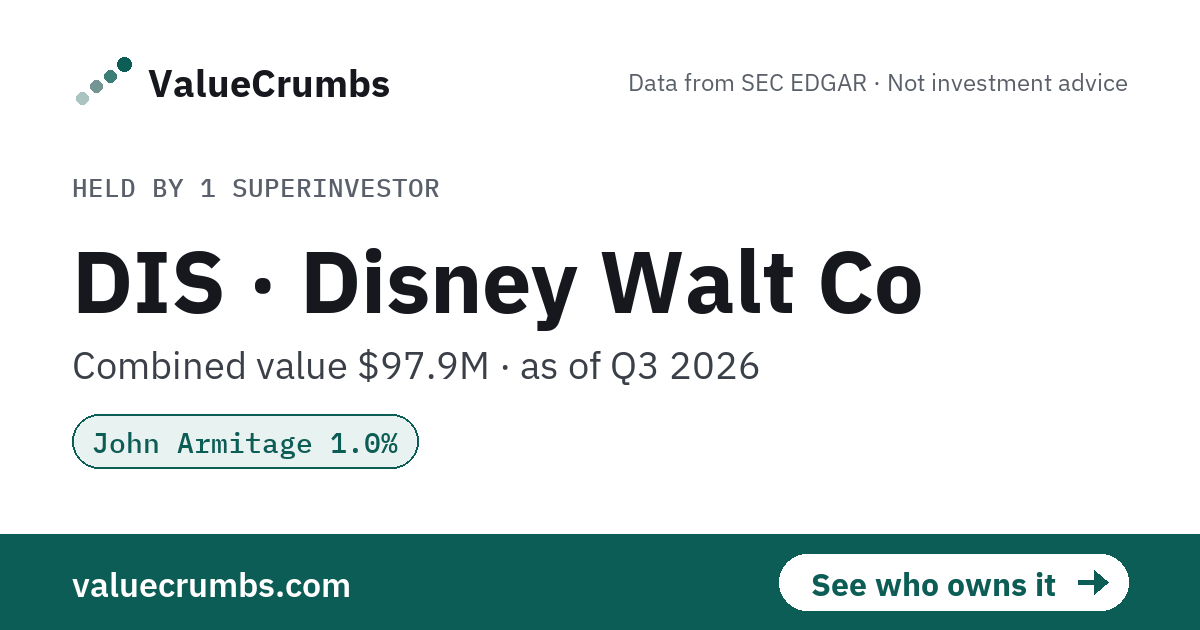 ValueCrumbs
Data from SEC EDGAR · Not investment advice
HELD BY 1 SUPERINVESTOR
DIS · Disney Walt Co
Combined value $97.9M · as of Q3 2026
John Armitage 1.0%
valuecrumbs.com
See who owns it →